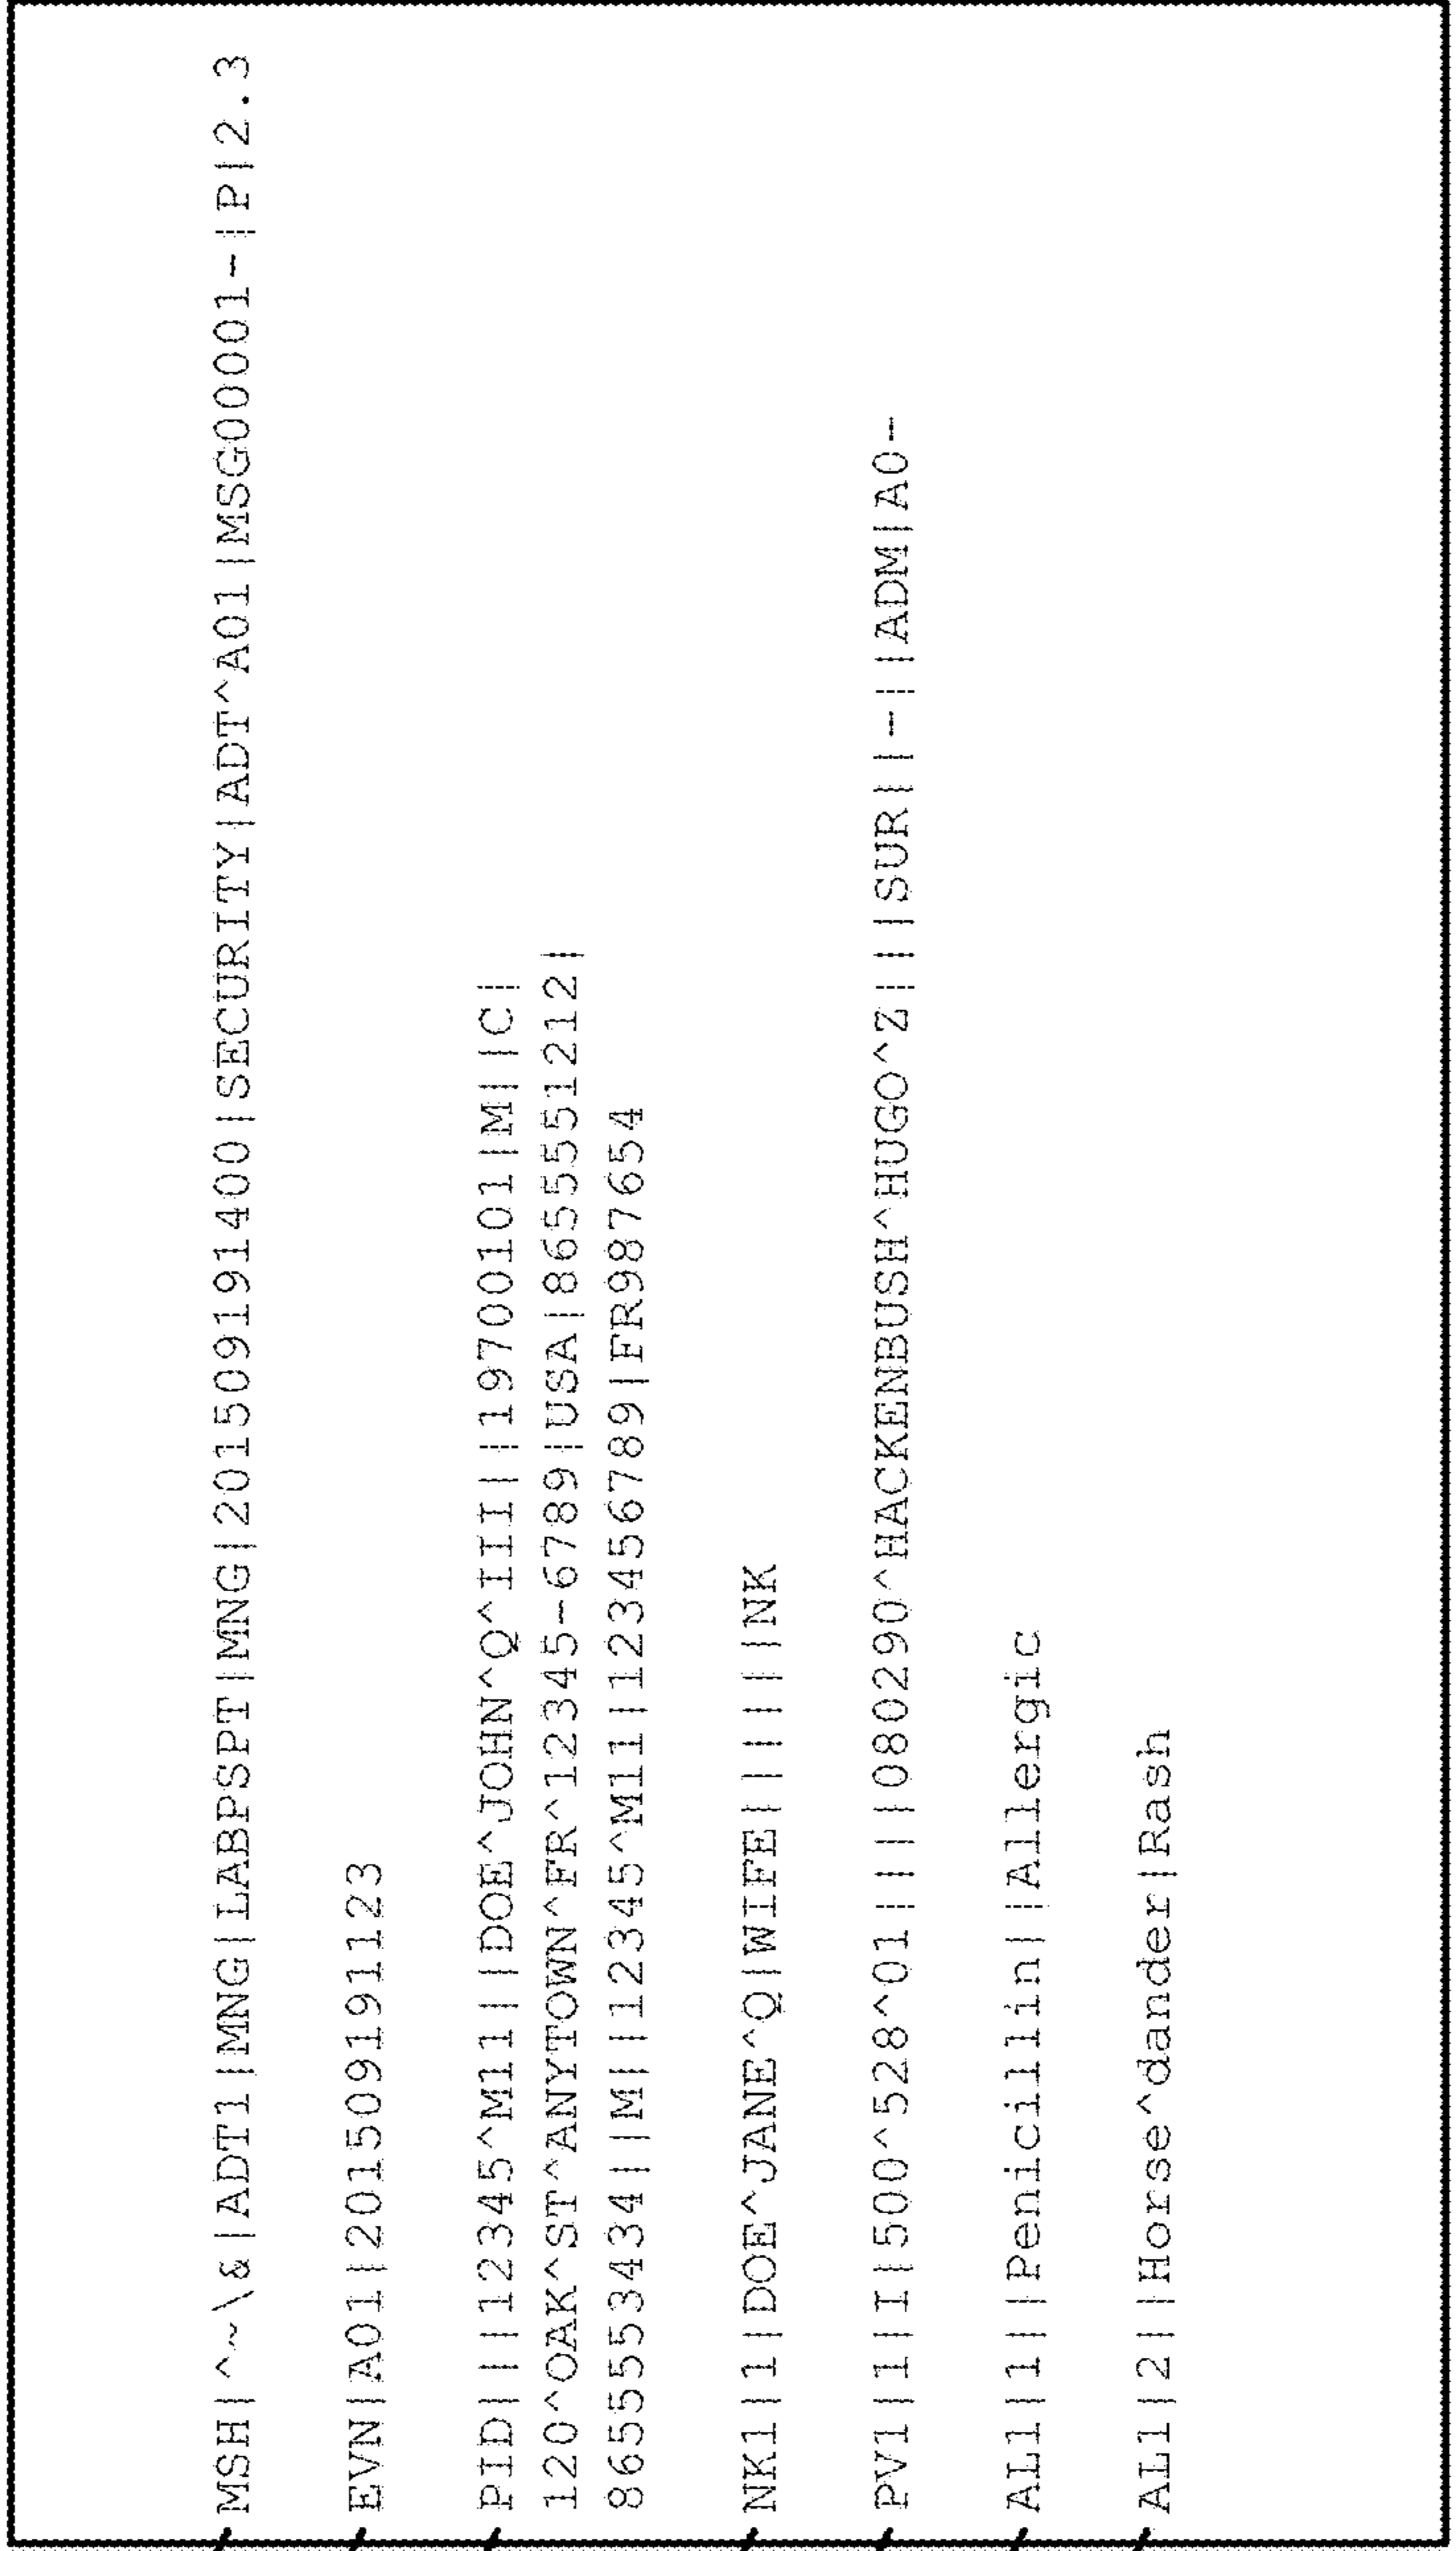 MSH|^~\&|ADT1|MNG|LABPSPT|MNG|201509191400|SECURITY|ADT^A01|MSG00001-|P|2.3
EVN|A01|201509191123
PID|||12345^M11||DOE^JOHN^Q^III||19700101|M||C|
120^OAK^ST^ANYTOWN^FR^12345-6789|USA|8655551212|
8655553434||M||12345^M11|123456789|FR987654
NK1|1|DOE^JANE^Q|WIFE||||||NK
PV1|1|I|500^528^01||||080290^HACKENBUSH^HUGO^Z|||SUR||-||ADM|A0-
AL1|1||Penicillin||Allergic
AL1|2||Horse^dander|Rash